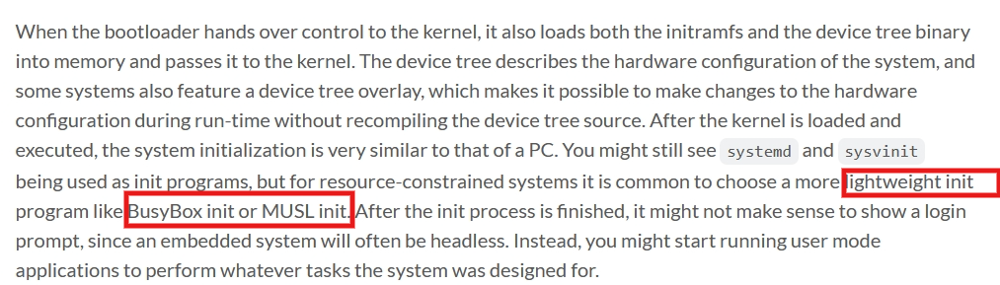 When the bootloader hands over control to the kernel, it also loads both the initramfs and the device tree binary
into memory and passes it to the kernel. The device tree describes the hardware configuration of the system, and
some systems also feature a device tree overlay, which makes it possible to make changes to the hardware
configuration during run-time without recompiling the device tree source. After the kernel is loaded and
executed, the system initialization is very similar to that of a PC. You might still see systemd and sysvinit
being used as init programs, but for resource-constrained systems it is common to choose a more lightweight init
program like BusyBox init or MUSL init. After the init process is finished, it might not make sense to show a login
prompt, since an embedded system will often be headless. Instead, you might start running user mode
applications to perform whatever tasks the system was designed for.